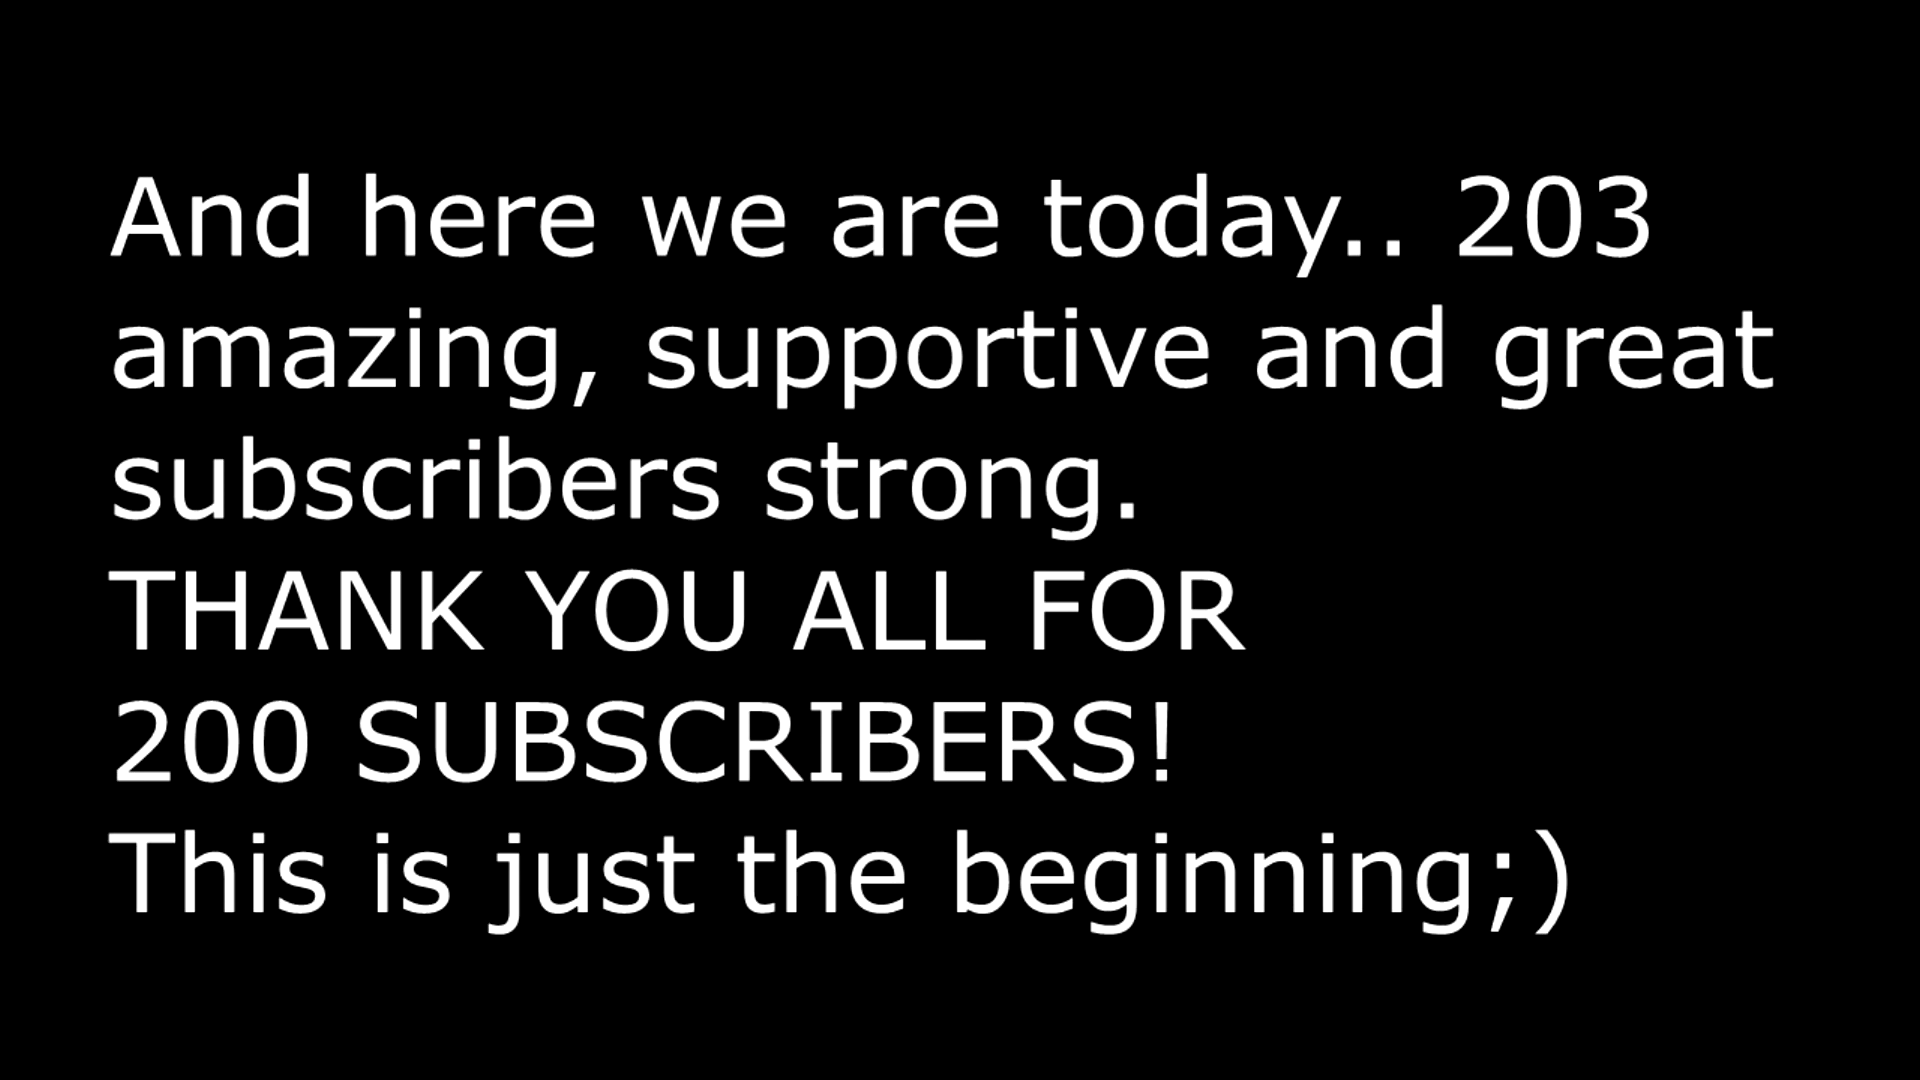 And here we are today.. 203
amazing, supportive and great
subscribers strong.
THANK YOU ALL FOR
200 SUBSCRIBERS!
This is just the beginning;)